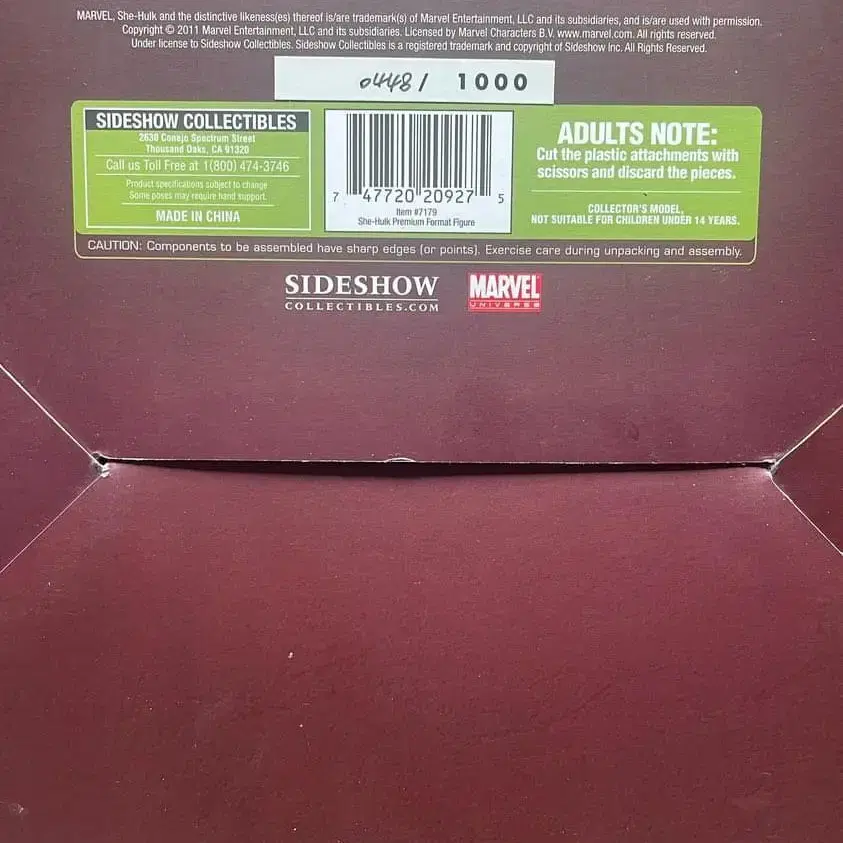 MARVEL, She-Hulk and the distinctive likeness(es) thereof is/are trademark(s) of Marvel Entertainment, LLC and its subsidiaries, and is/are used with permission.
Copyright © 2011 Marvel Entertainment, LLC and its subsidiaries. Licensed by Marvel Characters B.V. www.marvel.com. All rights reserved.
Under license to Sideshow Collectibles. Sideshow Collectibles is a registered trademark and copyright of Sideshow Inc. All Rights Reserved.
0448/ 1000
SIDESHOW COLLECTIBLES
2630 Conejo Spectrum Street
Thousand Oaks, CA 91320
Call us Toll Free at 1(800) 474-3746
Product specifications subject to change
Some poses may require hand support.
MADE IN CHINA
7 47720 20927 5
Item #7179
She-Hulk Premium Format Figure
ADULTS NOTE:
Cut the plastic attachments with
scissors and discard the pieces.
COLLECTOR'S MODEL,
NOT SUITABLE FOR CHILDREN UNDER 14 YEARS.
CAUTION: Components to be assembled have sharp edges (or points). Exercise care during unpacking and assembly.
SIDESHOW
COLLECTIBLES.COM
MARVEL
UNIVERSE